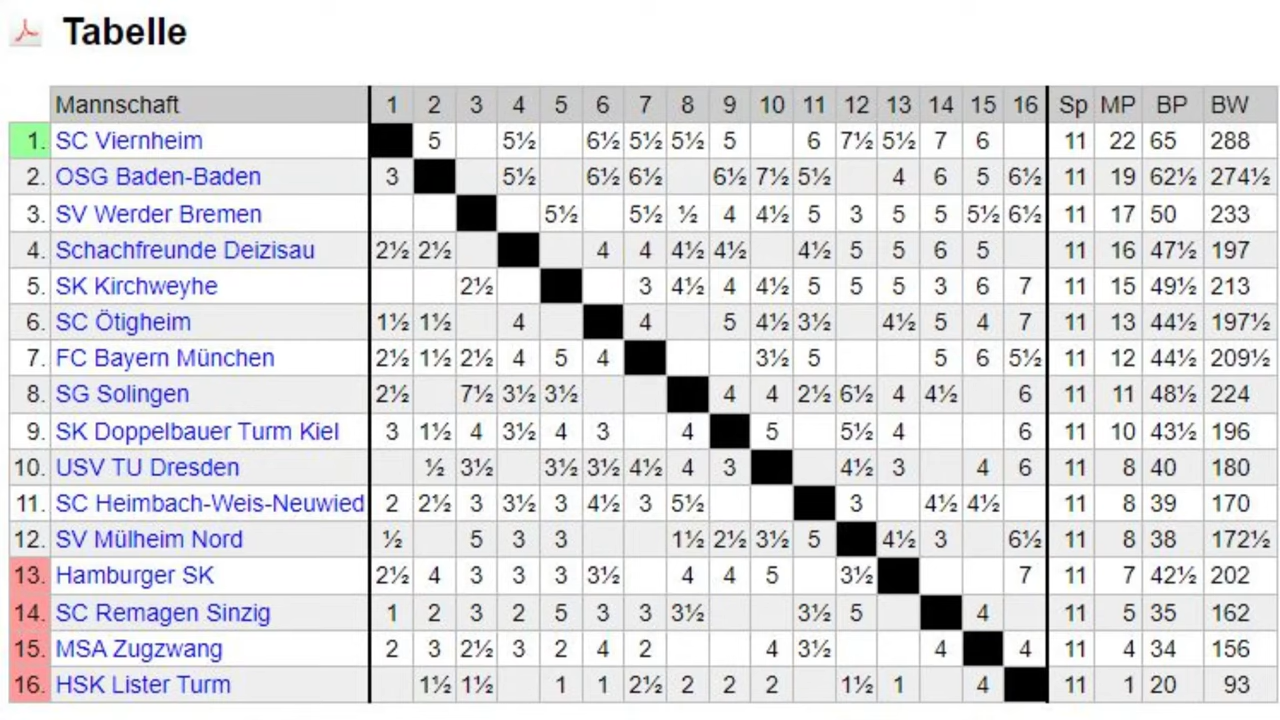 Tabelle
Mannschaft 1 2 3 4 5 6 7 8 9 10 11 12 13 14 15 16 Sp MP BP BW
1. SC Viernheim 5 5½ 6½ 5½ 5½ 5 6 7½ 5½ 7 6 11 22 65 288
2. OSG Baden-Baden 3 5½ 6½ 6½ 6½ 7½ 5½ 4 6 5 6½ 11 19 62½ 274½
3. SV Werder Bremen 5½ 5½ ½ 4 4½ 5 3 5 5 5½ 6½ 11 17 50 233
4. Schachfreunde Deizisau 2½ 2½ 4 4 4½ 4½ 4½ 5 5 6 5 11 16 47½ 197
5. SK Kirchweyhe 2½ 3 4½ 4 4½ 5 5 5 3 6 7 11 15 49½ 213
6. SC Ötigheim 1½ 1½ 4 4 5 4½ 3½ 4½ 5 4 7 11 13 44½ 197½
7. FC Bayern München 2½ 1½ 2½ 4 5 4 3½ 5 5 6 5½ 11 12 44½ 209½
8. SG Solingen 2½ 7½ 3½ 3½ 4 4 2½ 6½ 4 4½ 6 11 11 48½ 224
9. SK Doppelbauer Turm Kiel 3 1½ 4 3½ 4 3 4 5 5½ 4 6 11 10 43½ 196
10. USV TU Dresden ½ 3½ 3½ 3½ 4½ 4 3 4½ 3 4 6 11 8 40 180
11. SC Heimbach-Weis-Neuwied 2 2½ 3 3½ 3 4½ 3 5½ 3 4½ 4½ 11 8 39 170
12. SV Mülheim Nord ½ 5 3 3 1½ 2½ 3½ 5 4½ 3 6½ 11 8 38 172½
13. Hamburger SK 2½ 4 3 3 3 3½ 4 4 5 3½ 7 11 7 42½ 202
14. SC Remagen Sinzig 1 2 3 2 5 3 3 3½ 3½ 5 4 11 5 35 162
15. MSA Zugzwang 2 3 2½ 3 2 4 2 4 3½ 4 4 11 4 34 156
16. HSK Lister Turm 1½ 1½ 1 1 2½ 2 2 2 1½ 1 4 11 1 20 93